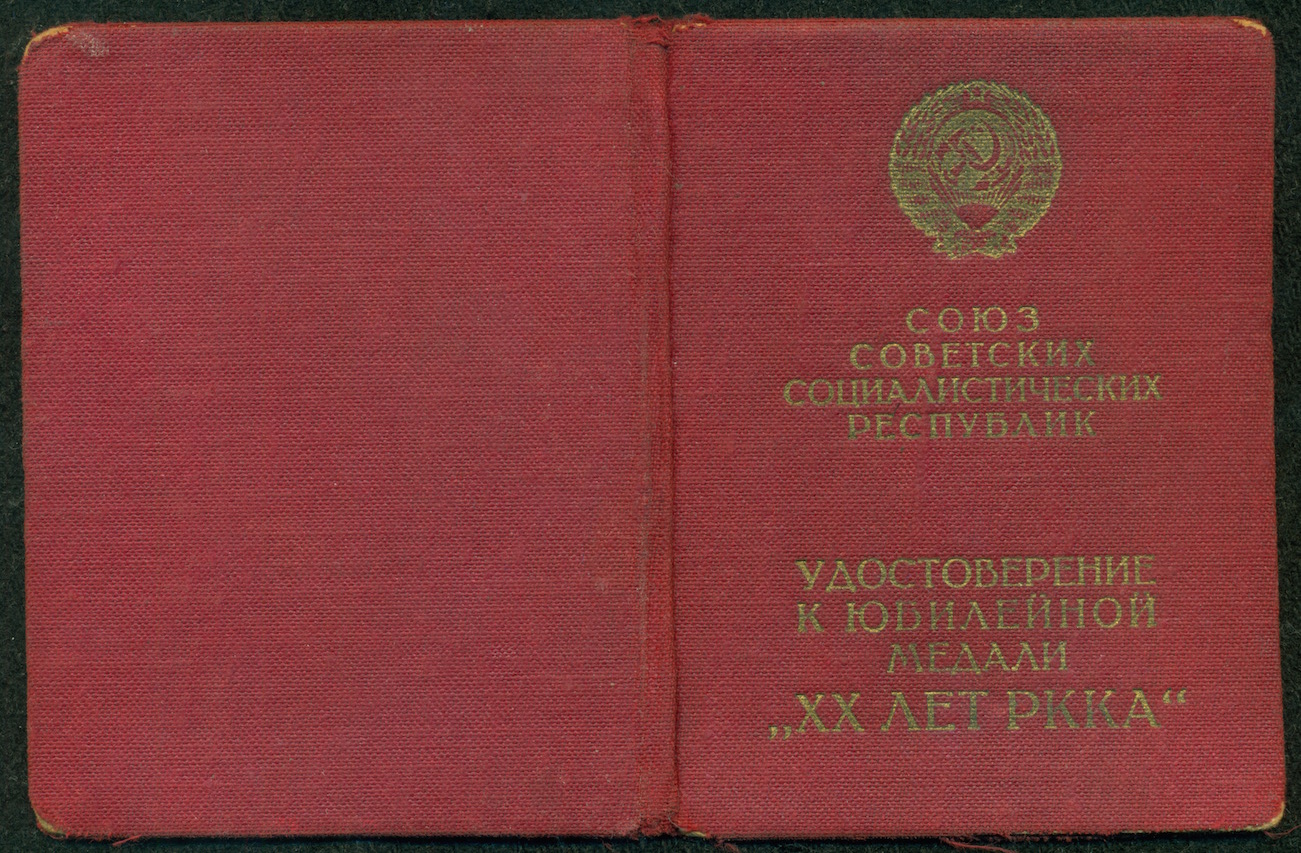 СОЮЗ
СОВЕТСКИХ
СОЦИАЛИСТИЧЕСКИХ
РЕСПУБЛИК
УДОСТОВЕРЕНИЕ
К ЮБИЛЕЙНОЙ
МЕДАЛИ
„XX ЛЕТ РККА“